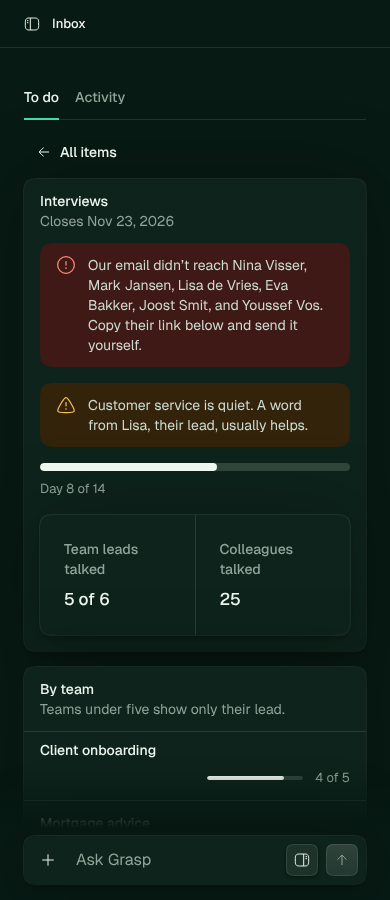 Inbox
To do
Activity
All items
Interviews
Closes Nov 23, 2026
Our email didn’t reach Nina Visser,
Mark Jansen, Lisa de Vries, Eva
Bakker, Joost Smit, and Youssef Vos.
Copy their link below and send it
yourself.
Customer service is quiet. A word
from Lisa, their lead, usually helps.
Day 8 of 14
Team leads
talked
5 of 6
Colleagues
talked
25
By team
Teams under five show only their lead.
Client onboarding
4 of 5
Mortgage advice
Ask Grasp